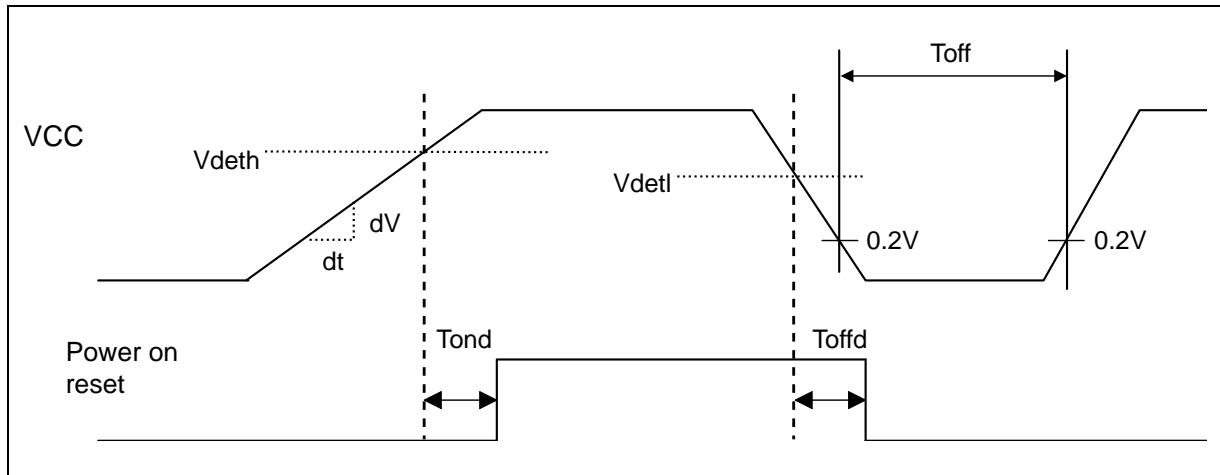 Toff
VCC
Vdeth
Vdetl
dV
dt
0.2V
0.2V
Power on
reset
Tond
Toffd